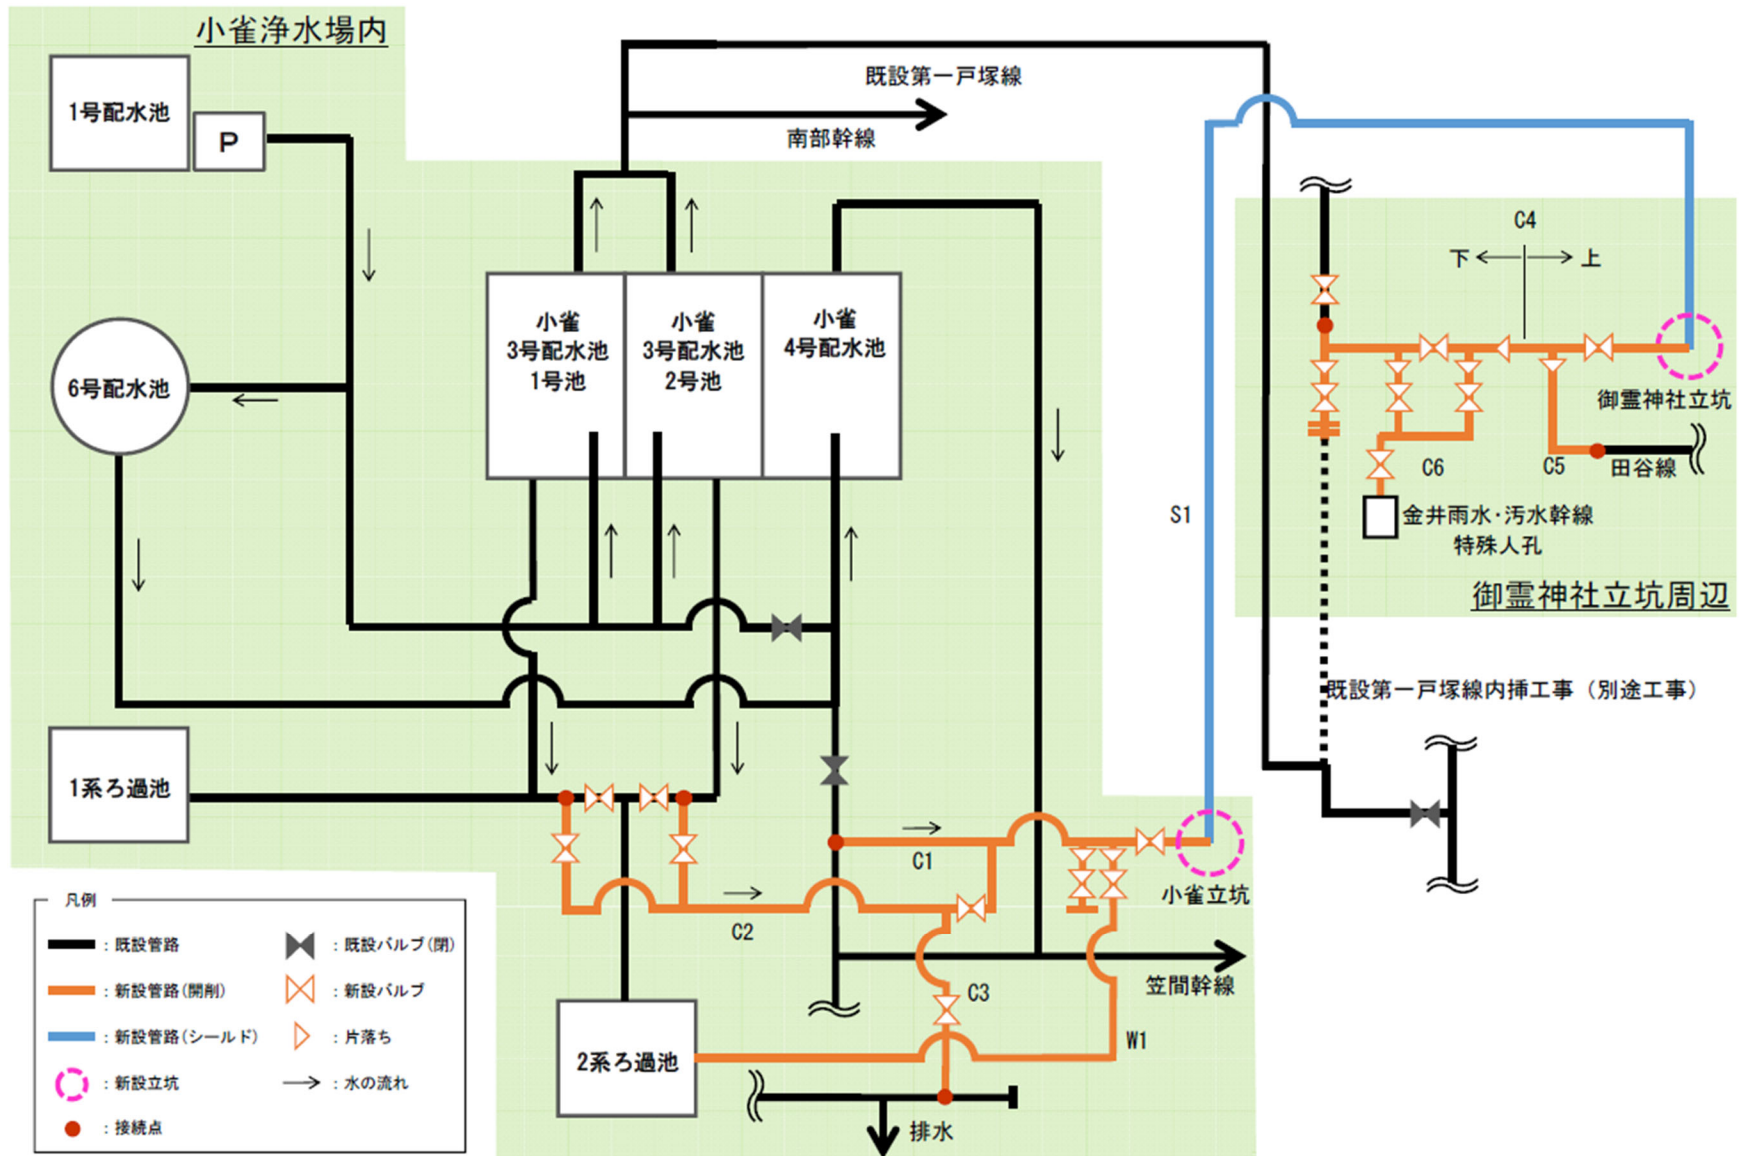 小雀浄水場内
1号配水池
P
既設第一戸塚線
南部幹線
小雀
3号配水池
1号池
小雀
3号配水池
2号池
小雀
4号配水池
6号配水池
C4
下
上
御霊神社立坑
田谷線
C6
C5
金井雨水・汚水幹線
特殊人孔
御霊神社立坑周辺
S1
既設第一戸塚線内挿工事（別途工事）
1系ろ過池
C1
小雀立坑
C2
笠間幹線
C3
W1
2系ろ過池
排水
凡例
：既設管路
：既設バルブ(閉)
：新設管路(開削)
：新設バルブ
：新設管路(シールド)
：片落ち
：新設立坑
：水の流れ
：接続点